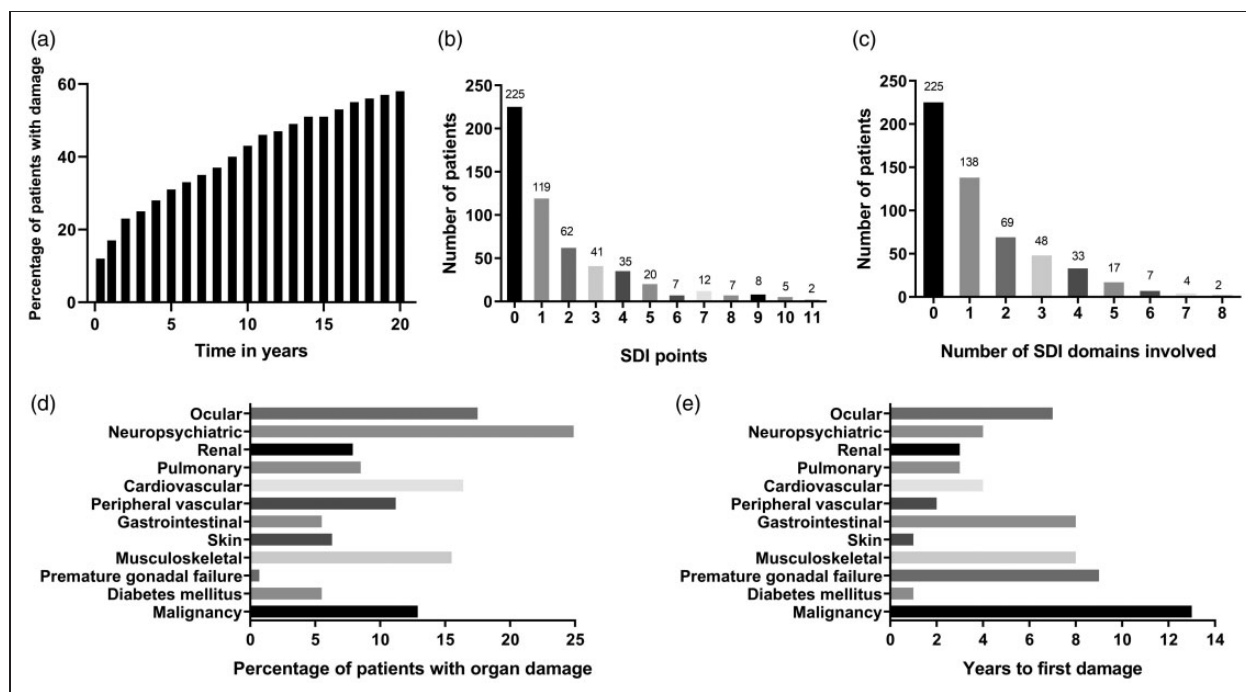 (a)
Percentage of patients with damage
60
40
20
0
0 5 10 15 20
Time in years
(b)
Number of patients
250
200
150
100
50
0
225
119
62
41
35
20
7
12
7
8
5
2
0 1 2 3 4 5 6 7 8 9 10 11
SDI points
(c)
Number of patients
250
200
150
100
50
0
225
138
69
48
33
17
7
4
2
0 1 2 3 4 5 6 7 8
Number of SDI domains involved
(d)
Ocular
Neuropsychiatric
Renal
Pulmonary
Cardiovascular
Peripheral vascular
Gastrointestinal
Skin
Musculoskeletal
Premature gonadal failure
Diabetes mellitus
Malignancy
0 5 10 15 20 25
Percentage of patients with organ damage
(e)
Ocular
Neuropsychiatric
Renal
Pulmonary
Cardiovascular
Peripheral vascular
Gastrointestinal
Skin
Musculoskeletal
Premature gonadal failure
Diabetes mellitus
Malignancy
0 2 4 6 8 10 12 14
Years to first damage